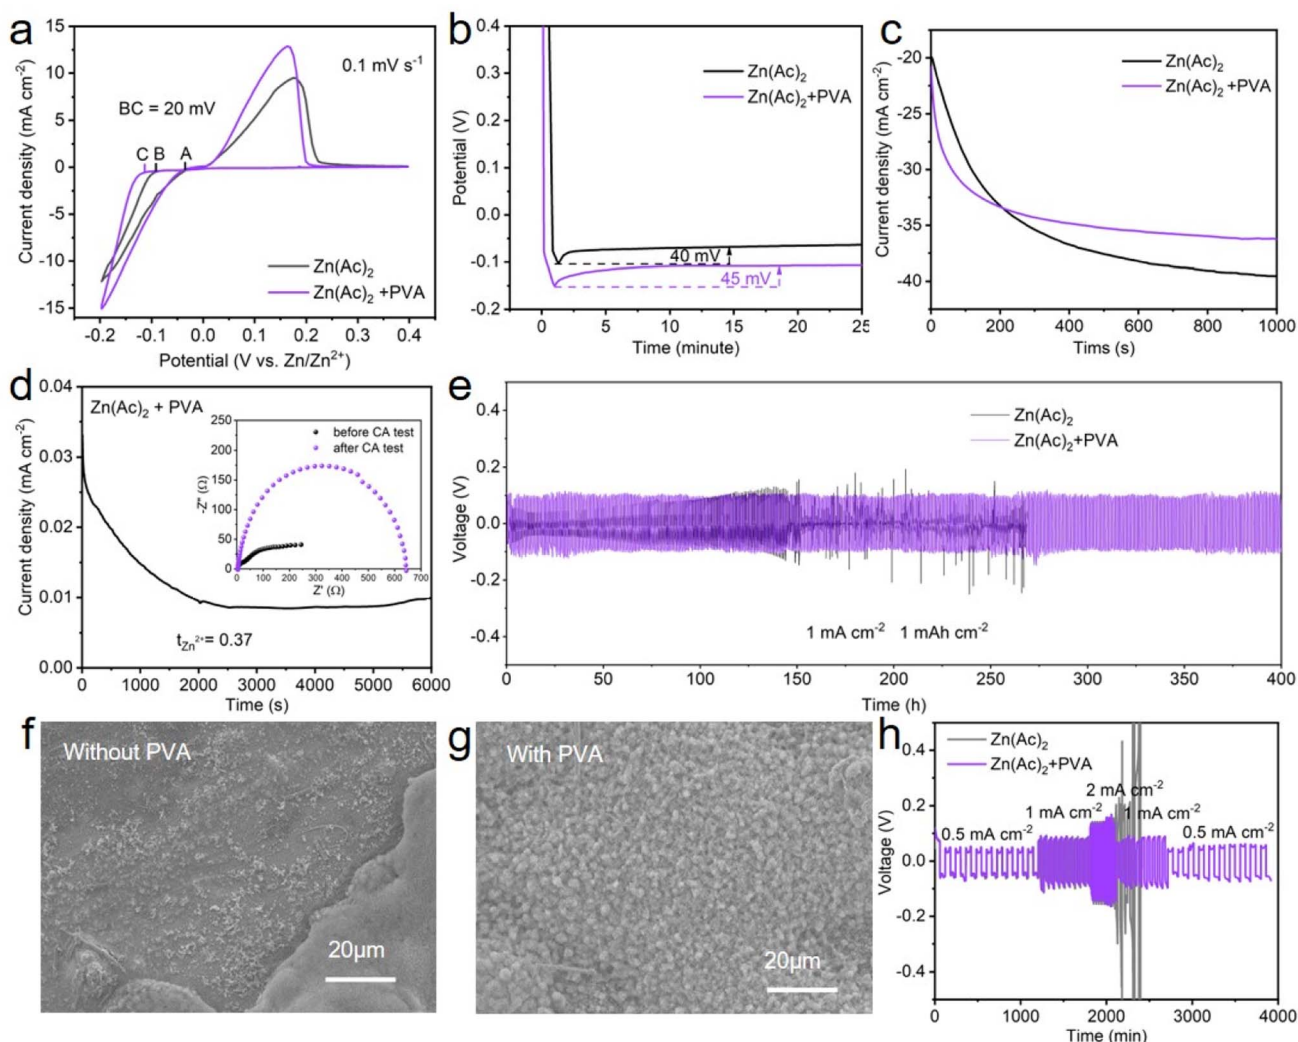 a
15
10
5
0
-5
-10
-15
Current density (mA cm-2)
0.1 mV s-1
BC = 20 mV
C B A
Zn(Ac)2
Zn(Ac)2 +PVA
-0.2 -0.1 0.0 0.1 0.2 0.3 0.4
Potential (V vs. Zn/Zn2+)
b
0.4
0.3
0.2
0.1
0.0
-0.1
-0.2
Potential (V)
Zn(Ac)2
Zn(Ac)2+PVA
40 mV
45 mV
0 5 10 15 20 25
Time (minute)
c
-20
-25
-30
-35
-40
Current density (mA cm-2)
Zn(Ac)2
Zn(Ac)2 +PVA
0 200 400 600 800 1000
Tims (s)
d
0.04
0.03
0.02
0.01
0.00
Current density (mA cm-2)
Zn(Ac)2 + PVA
250
200
150
100
50
0
-Z'' (Ω)
before CA test
after CA test
0 100 200 300 400 500 600 700
Z' (Ω)
tZn2+= 0.37
0 1000 2000 3000 4000 5000 6000
Time (s)
e
0.4
0.2
0.0
-0.2
-0.4
Voltage (V)
Zn(Ac)2
Zn(Ac)2+PVA
1 mA cm-2 1 mAh cm-2
0 50 100 150 200 250 300 350 400
Time (h)
f
Without PVA
20μm
g
With PVA
20μm
h
0.4
0.2
0.0
-0.2
-0.4
Voltage (V)
Zn(Ac)2
Zn(Ac)2+PVA
2 mA cm-2
1 mA cm-2 1 mA cm-2
0.5 mA cm-2 0.5 mA cm-2
0 1000 2000 3000 4000
Time (min)